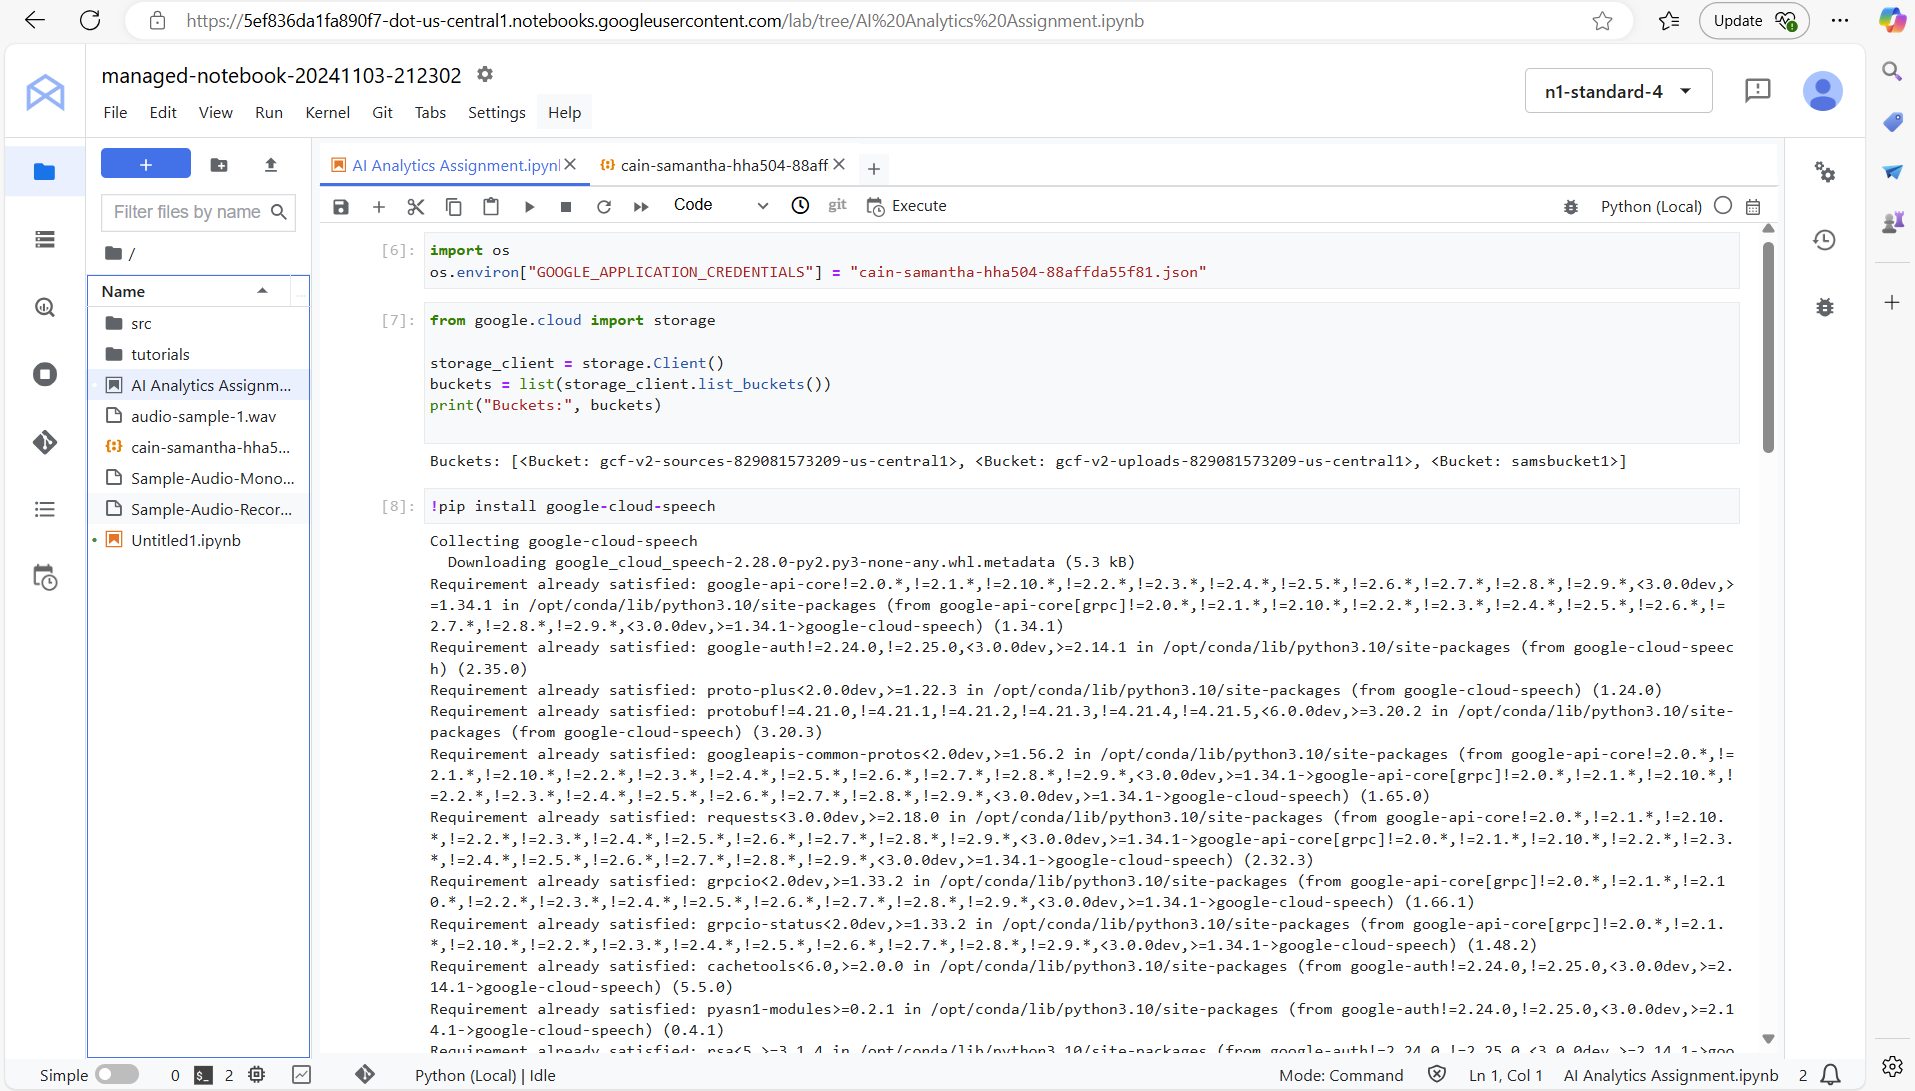 https://5ef836da1fa890f7-dot-us-central1.notebooks.googleusercontent.com/lab/tree/AI%20Analytics%20Assignment.ipynb
Update
managed-notebook-20241103-212302
n1-standard-4
File Edit View Run Kernel Git Tabs Settings Help
+
AI Analytics Assignment.ipynl
cain-samantha-hha504-88aff
Filter files by name
Code
git
Execute
Python (Local)
/
Name
src
tutorials
AI Analytics Assignm...
audio-sample-1.wav
cain-samantha-hha5...
Sample-Audio-Mono...
Sample-Audio-Recor...
Untitled1.ipynb
[6]:
import os
os.environ["GOOGLE_APPLICATION_CREDENTIALS"] = "cain-samantha-hha504-88affda55f81.json"
[7]:
from google.cloud import storage
storage_client = storage.Client()
buckets = list(storage_client.list_buckets())
print("Buckets:", buckets)
Buckets: [<Bucket: gcf-v2-sources-829081573209-us-central1>, <Bucket: gcf-v2-uploads-829081573209-us-central1>, <Bucket: samsbucket1>]
[8]:
!pip install google-cloud-speech
Collecting google-cloud-speech
Downloading google_cloud_speech-2.28.0-py2.py3-none-any.whl.metadata (5.3 kB)
Requirement already satisfied: google-api-core!=2.0.*,!=2.1.*,!=2.10.*,!=2.2.*,!=2.3.*,!=2.4.*,!=2.5.*,!=2.6.*,!=2.7.*,!=2.8.*,!=2.9.*,<3.0.0dev,>
=1.34.1 in /opt/conda/lib/python3.10/site-packages (from google-api-core[grpc]!=2.0.*,!=2.1.*,!=2.10.*,!=2.2.*,!=2.3.*,!=2.4.*,!=2.5.*,!=2.6.*,!=
2.7.*,!=2.8.*,!=2.9.*,<3.0.0dev,>=1.34.1->google-cloud-speech) (1.34.1)
Requirement already satisfied: google-auth!=2.24.0,!=2.25.0,<3.0.0dev,>=2.14.1 in /opt/conda/lib/python3.10/site-packages (from google-cloud-speec
h) (2.35.0)
Requirement already satisfied: proto-plus<2.0.0dev,>=1.22.3 in /opt/conda/lib/python3.10/site-packages (from google-cloud-speech) (1.24.0)
Requirement already satisfied: protobuf!=4.21.0,!=4.21.1,!=4.21.2,!=4.21.3,!=4.21.4,!=4.21.5,<6.0.0dev,>=3.20.2 in /opt/conda/lib/python3.10/site-
packages (from google-cloud-speech) (3.20.3)
Requirement already satisfied: googleapis-common-protos<2.0dev,>=1.56.2 in /opt/conda/lib/python3.10/site-packages (from google-api-core!=2.0.*,!=
2.1.*,!=2.10.*,!=2.2.*,!=2.3.*,!=2.4.*,!=2.5.*,!=2.6.*,!=2.7.*,!=2.8.*,!=2.9.*,<3.0.0dev,>=1.34.1->google-api-core[grpc]!=2.0.*,!=2.1.*,!=2.10.*,!
=2.2.*,!=2.3.*,!=2.4.*,!=2.5.*,!=2.6.*,!=2.7.*,!=2.8.*,!=2.9.*,<3.0.0dev,>=1.34.1->google-cloud-speech) (1.65.0)
Requirement already satisfied: requests<3.0.0dev,>=2.18.0 in /opt/conda/lib/python3.10/site-packages (from google-api-core!=2.0.*,!=2.1.*,!=2.10.
*,!=2.2.*,!=2.3.*,!=2.4.*,!=2.5.*,!=2.6.*,!=2.7.*,!=2.8.*,!=2.9.*,<3.0.0dev,>=1.34.1->google-api-core[grpc]!=2.0.*,!=2.1.*,!=2.10.*,!=2.2.*,!=2.3.
*,!=2.4.*,!=2.5.*,!=2.6.*,!=2.7.*,!=2.8.*,!=2.9.*,<3.0.0dev,>=1.34.1->google-cloud-speech) (2.32.3)
Requirement already satisfied: grpcio<2.0dev,>=1.33.2 in /opt/conda/lib/python3.10/site-packages (from google-api-core[grpc]!=2.0.*,!=2.1.*,!=2.1
0.*,!=2.2.*,!=2.3.*,!=2.4.*,!=2.5.*,!=2.6.*,!=2.7.*,!=2.8.*,!=2.9.*,<3.0.0dev,>=1.34.1->google-cloud-speech) (1.66.1)
Requirement already satisfied: grpcio-status<2.0dev,>=1.33.2 in /opt/conda/lib/python3.10/site-packages (from google-api-core[grpc]!=2.0.*,!=2.1.
*,!=2.10.*,!=2.2.*,!=2.3.*,!=2.4.*,!=2.5.*,!=2.6.*,!=2.7.*,!=2.8.*,!=2.9.*,<3.0.0dev,>=1.34.1->google-cloud-speech) (1.48.2)
Requirement already satisfied: cachetools<6.0,>=2.0.0 in /opt/conda/lib/python3.10/site-packages (from google-auth!=2.24.0,!=2.25.0,<3.0.0dev,>=2.
14.1->google-cloud-speech) (5.5.0)
Requirement already satisfied: pyasn1-modules>=0.2.1 in /opt/conda/lib/python3.10/site-packages (from google-auth!=2.24.0,!=2.25.0,<3.0.0dev,>=2.1
4.1->google-cloud-speech) (0.4.1)
Requirement already satisfied: rsa<5,>=3.1.4 in /opt/conda/lib/python3.10/site-packages (from google-auth!=2.24.0,!=2.25.0,<3.0.0dev,>=2.14.1->goo
Simple 0 2 Python (Local) | Idle Mode: Command Ln 1, Col 1 AI Analytics Assignment.ipynb 2